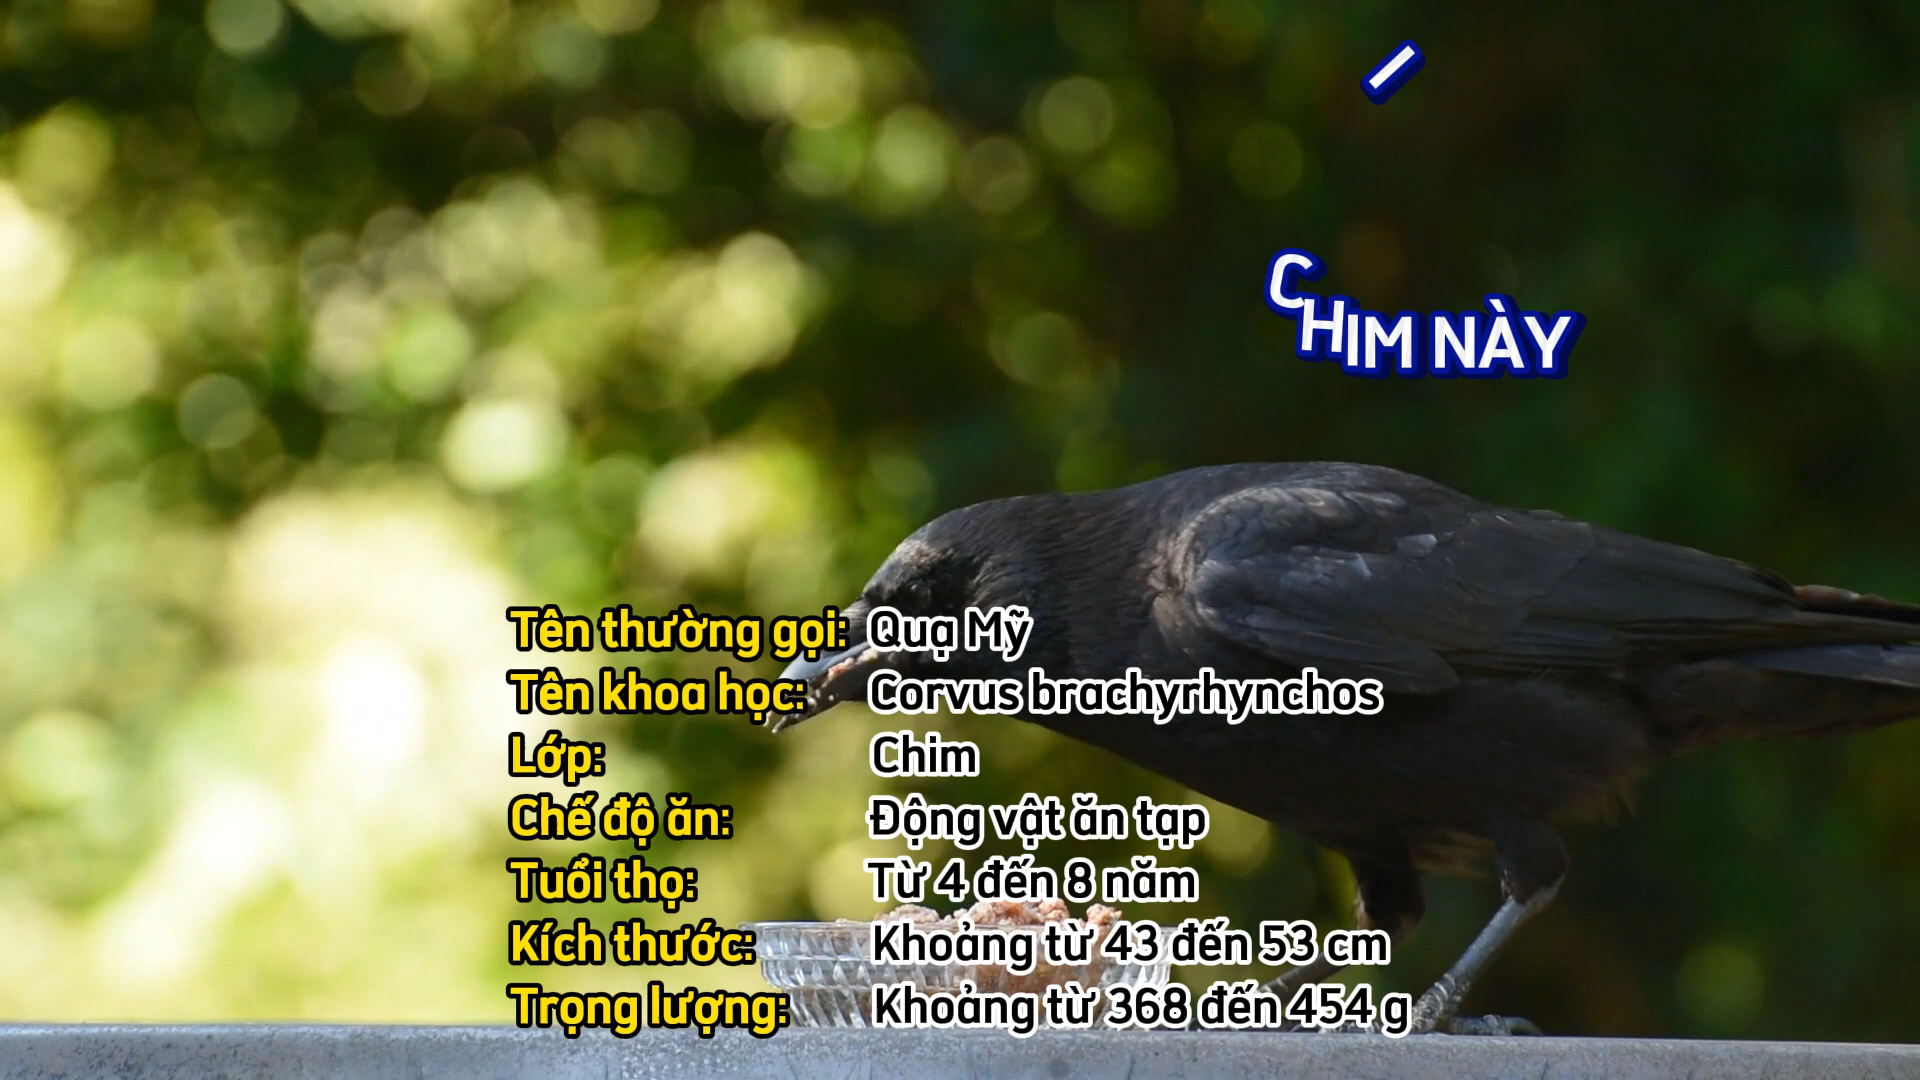 CHIM NÀY
Tên thường gọi: Quạ Mỹ
Tên khoa học: Corvus brachyrhynchos
Lớp: Chim
Chế độ ăn: Động vật ăn tạp
Tuổi thọ: Từ 4 đến 8 năm
Kích thước: Khoảng từ 43 đến 53 cm
Trọng lượng: Khoảng từ 368 đến 454 g